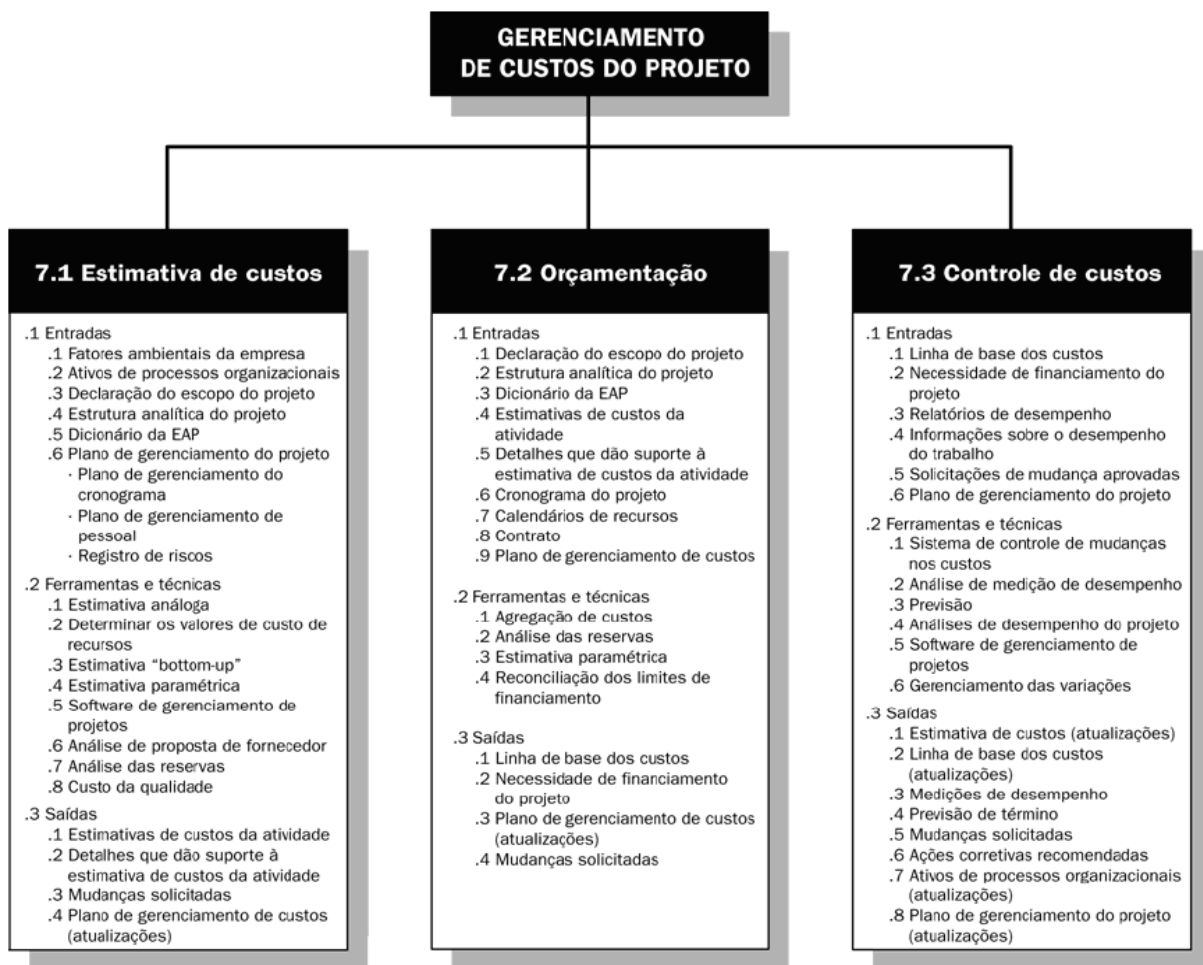 GERENCIAMENTO
DE CUSTOS DO PROJETO
7.1 Estimativa de custos
.1 Entradas
.1 Fatores ambientais da empresa
.2 Ativos de processos organizacionais
.3 Declaração do escopo do projeto
.4 Estrutura analítica do projeto
.5 Dicionário da EAP
.6 Plano de gerenciamento do projeto
· Plano de gerenciamento do
cronograma
· Plano de gerenciamento de
pessoal
· Registro de riscos
.2 Ferramentas e técnicas
.1 Estimativa análoga
.2 Determinar os valores de custo de
recursos
.3 Estimativa “bottom-up”
.4 Estimativa paramétrica
.5 Software de gerenciamento de
projetos
.6 Análise de proposta de fornecedor
.7 Análise das reservas
.8 Custo da qualidade
.3 Saídas
.1 Estimativas de custos da atividade
.2 Detalhes que dão suporte à
estimativa de custos da atividade
.3 Mudanças solicitadas
.4 Plano de gerenciamento de custos
(atualizações)
7.2 Orçamentação
.1 Entradas
.1 Declaração do escopo do projeto
.2 Estrutura analítica do projeto
.3 Dicionário da EAP
.4 Estimativas de custos da
atividade
.5 Detalhes que dão suporte à
estimativa de custos da atividade
.6 Cronograma do projeto
.7 Calendários de recursos
.8 Contrato
.9 Plano de gerenciamento de custos
.2 Ferramentas e técnicas
.1 Agregação de custos
.2 Análise das reservas
.3 Estimativa paramétrica
.4 Reconciliação dos limites de
financiamento
.3 Saídas
.1 Linha de base dos custos
.2 Necessidade de financiamento
do projeto
.3 Plano de gerenciamento de custos
(atualizações)
.4 Mudanças solicitadas
7.3 Controle de custos
.1 Entradas
.1 Linha de base dos custos
.2 Necessidade de financiamento do
projeto
.3 Relatórios de desempenho
.4 Informações sobre o desempenho
do trabalho
.5 Solicitações de mudança aprovadas
.6 Plano de gerenciamento do projeto
.2 Ferramentas e técnicas
.1 Sistema de controle de mudanças
nos custos
.2 Análise de medição de desempenho
.3 Previsão
.4 Análises de desempenho do projeto
.5 Software de gerenciamento de
projetos
.6 Gerenciamento das variações
.3 Saídas
.1 Estimativa de custos (atualizações)
.2 Linha de base dos custos
(atualizações)
.3 Medições de desempenho
.4 Previsão de término
.5 Mudanças solicitadas
.6 Ações corretivas recomendadas
.7 Ativos de processos organizacionais
(atualizações)
.8 Plano de gerenciamento do projeto
(atualizações)